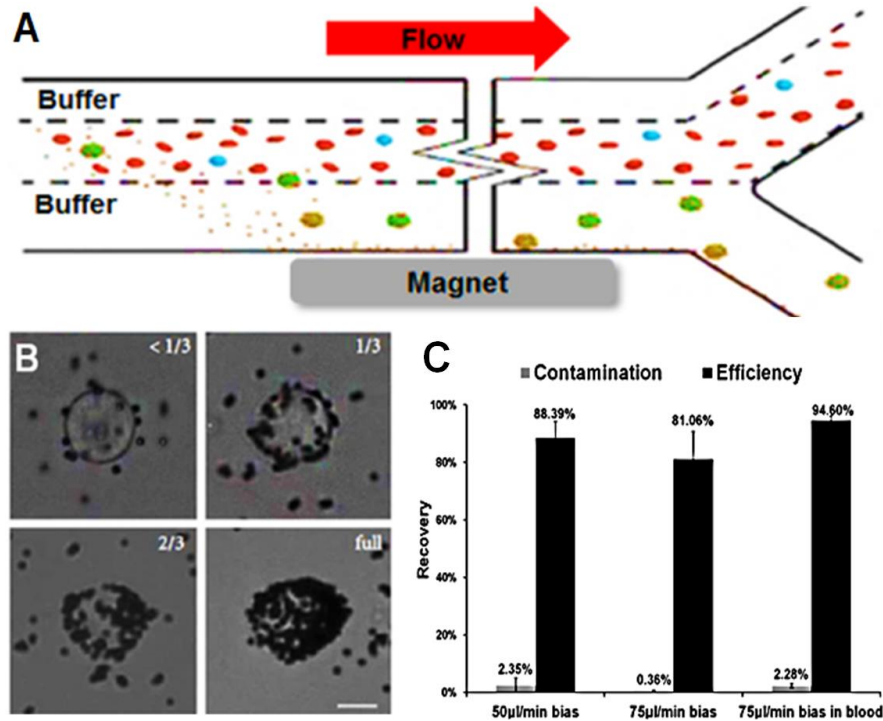 A
Flow
Buffer
Buffer
Magnet
B
< 1/3
1/3
2/3
full
C
Contamination Efficiency
100%
80%
60%
40%
20%
0%
Recovery
88.39%
81.06%
94.60%
2.35%
0.36%
2.28%
50µl/min bias 75µl/min bias 75µl/min bias in blood